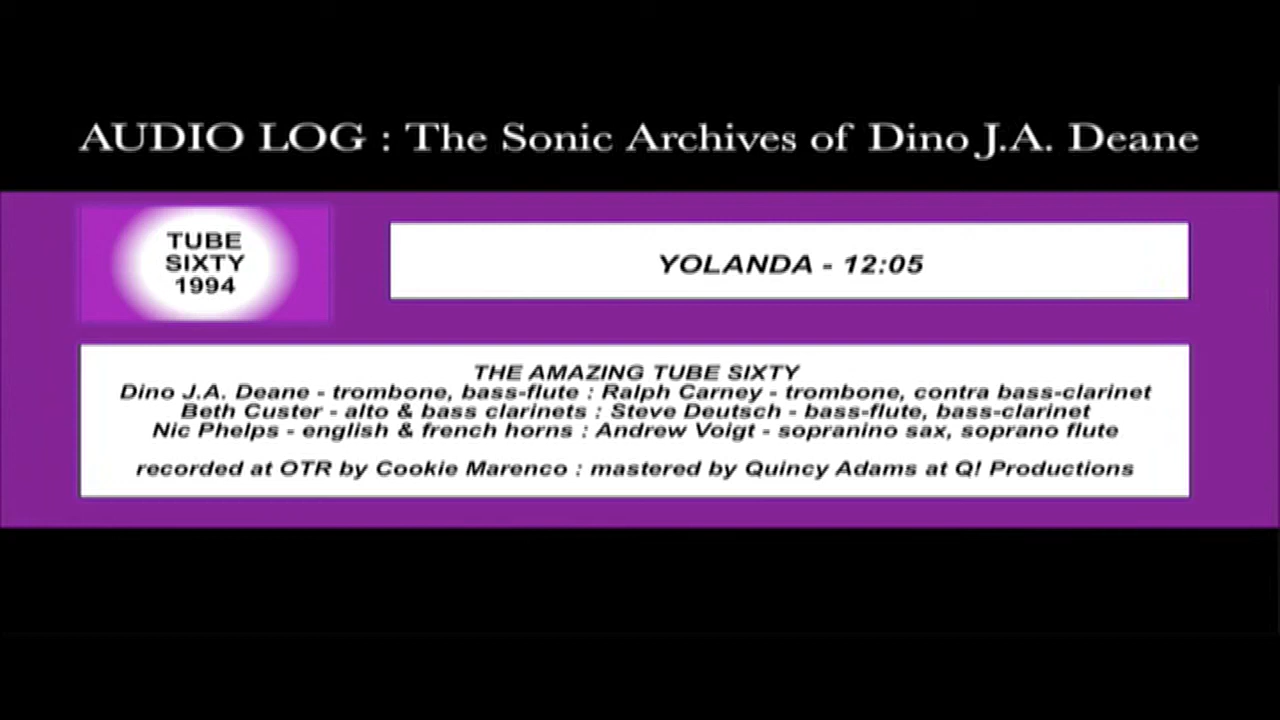 AUDIO LOG : The Sonic Archives of Dino J.A. Deane
TUBE
SIXTY
1994
YOLANDA - 12:05
THE AMAZING TUBE SIXTY
Dino J.A. Deane - trombone, bass-flute : Ralph Carney - trombone, contra bass-clarinet
Beth Custer - alto & bass clarinets : Steve Deutsch - bass-flute, bass-clarinet
Nic Phelps - english & french horns : Andrew Voigt - sopranino sax, soprano flute
recorded at OTR by Cookie Marenco : mastered by Quincy Adams at Q! Productions